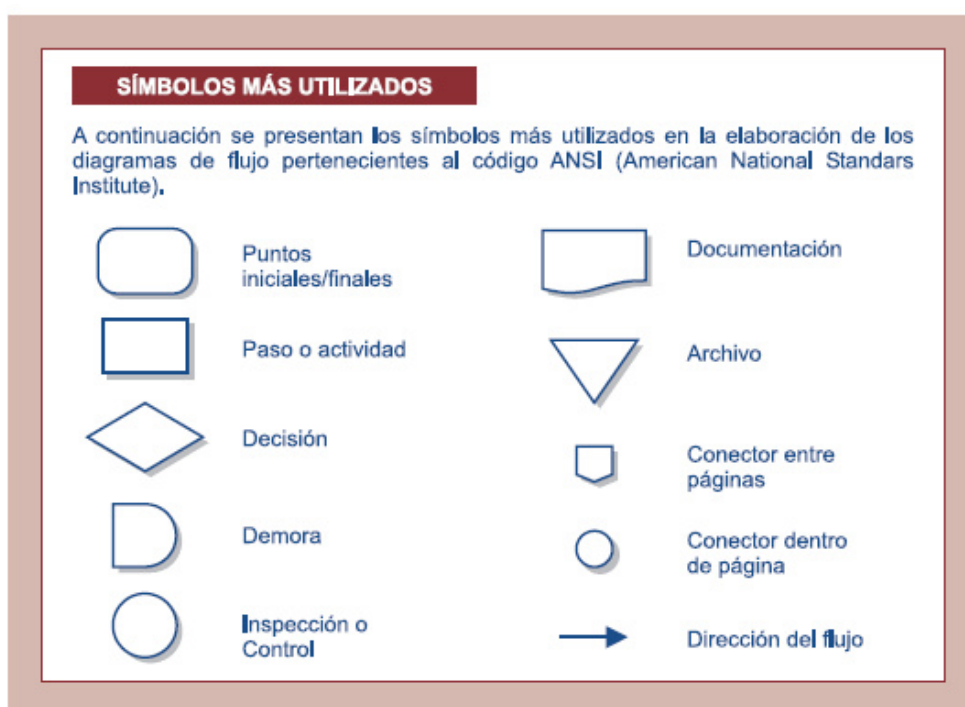 SÍMBOLOS MÁS UTILIZADOS
A continuación se presentan los símbolos más utilizados en la elaboración de los
diagramas de flujo pertenecientes al código ANSI (American National Standars
Institute).
Puntos
iniciales/finales
Paso o actividad
Decisión
Demora
Inspección o
Control
Documentación
Archivo
Conector entre
páginas
Conector dentro
de página
Dirección del flujo